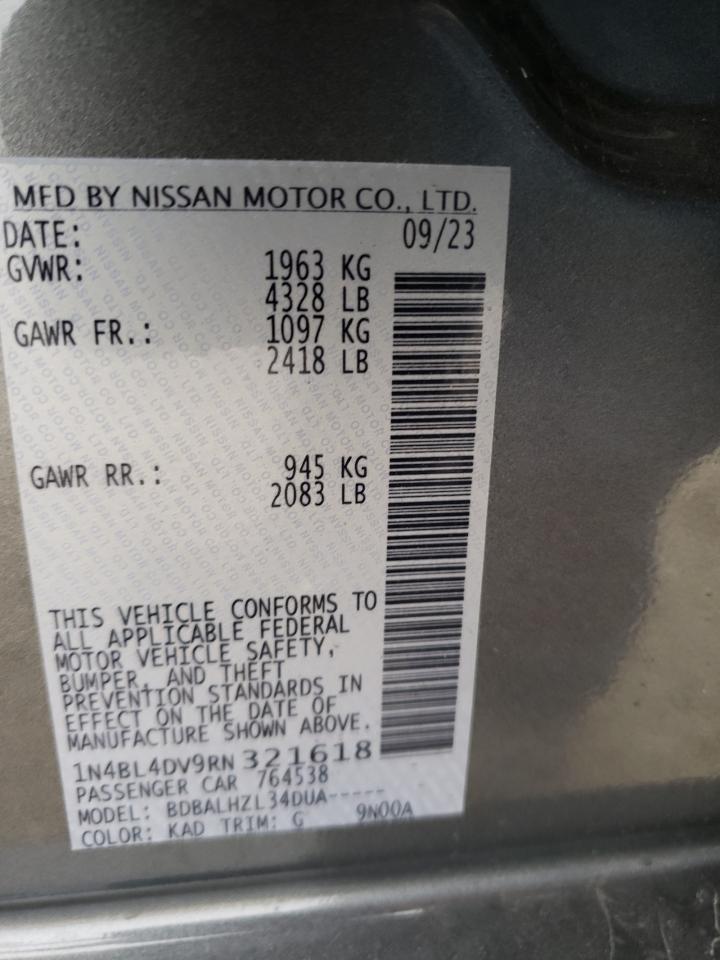 MFD BY NISSAN MOTOR CO., LTD.
DATE: 09/23
GVWR: 1963 KG
4328 LB
GAWR FR.: 1097 KG
2418 LB
GAWR RR.: 945 KG
2083 LB
THIS VEHICLE CONFORMS TO
ALL APPLICABLE FEDERAL
MOTOR VEHICLE SAFETY,
BUMPER, AND THEFT
PREVENTION STANDARDS IN
EFFECT ON THE DATE OF
MANUFACTURE SHOWN ABOVE.
1N4BL4DV9RN 321618
PASSENGER CAR 764538
MODEL: BDBALHZL34DUA-----
COLOR: KAD TRIM: G 9N00A